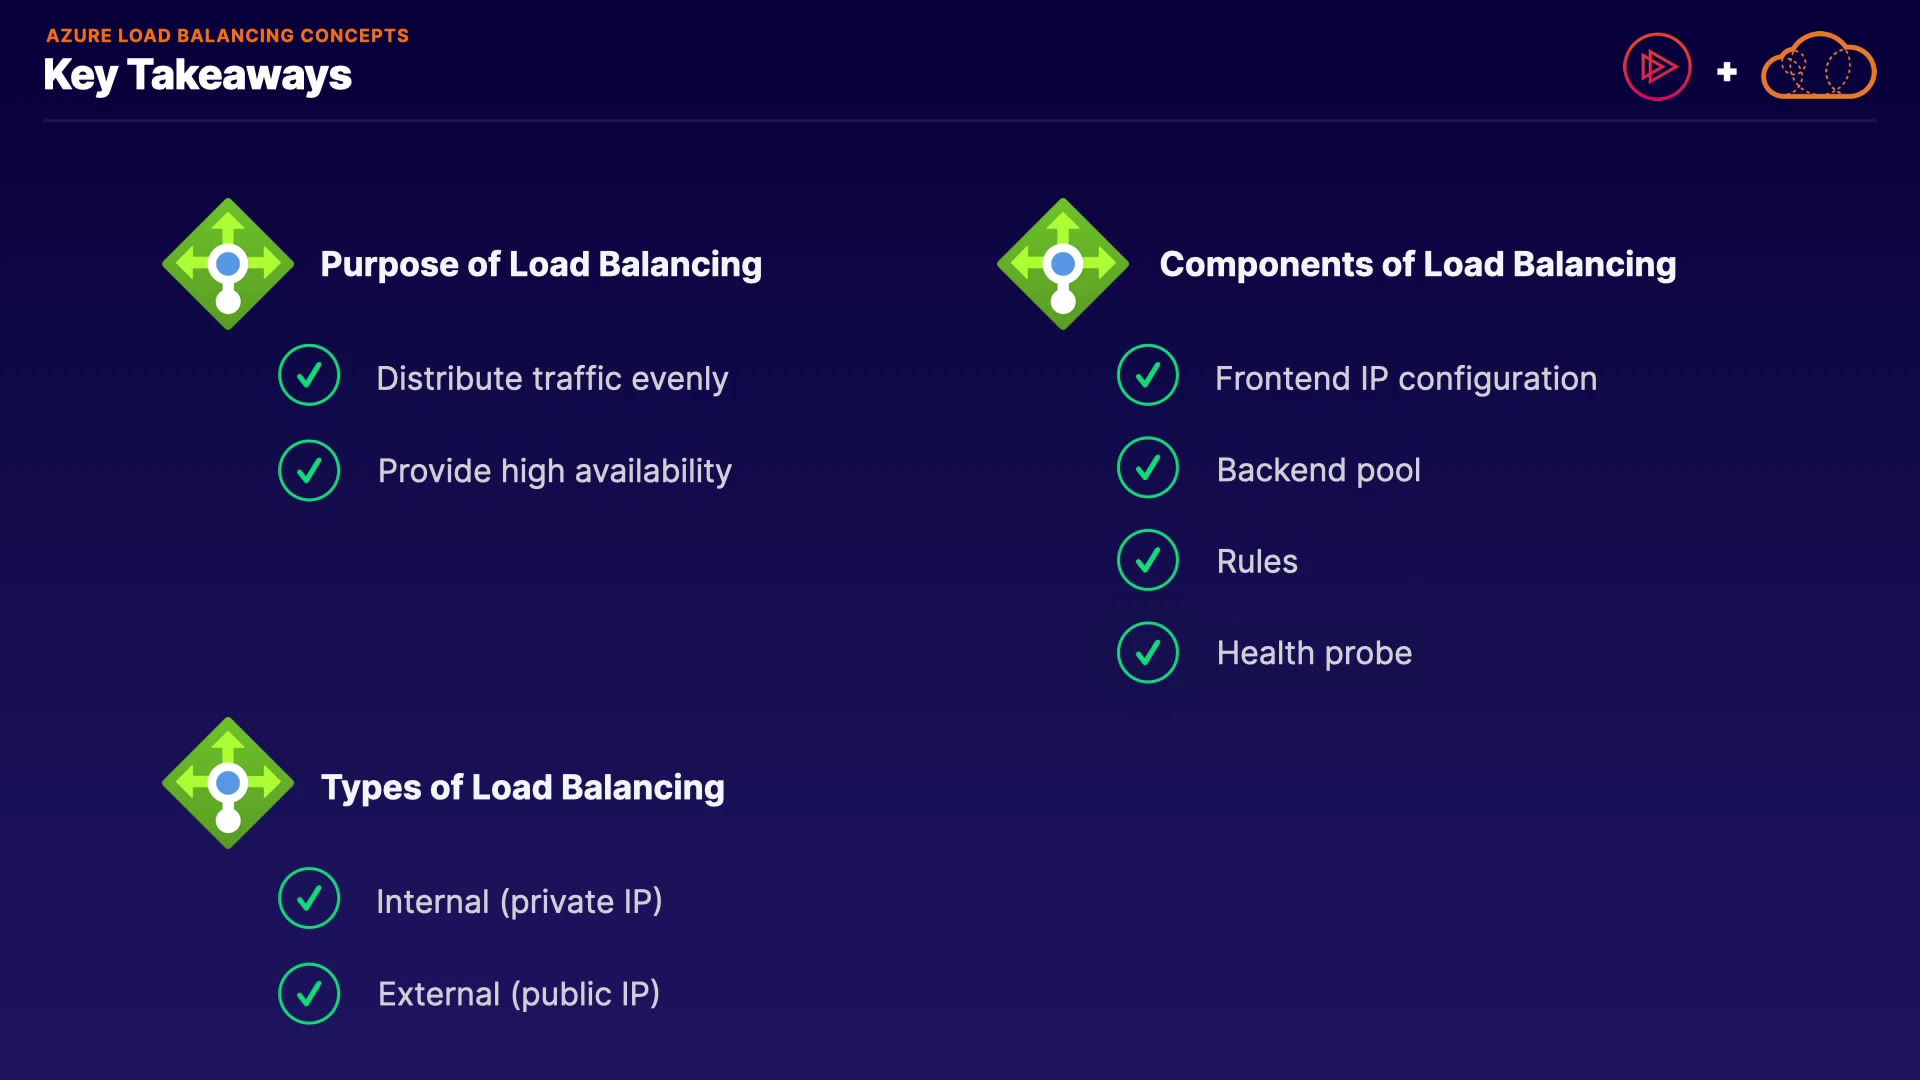 AZURE LOAD BALANCING CONCEPTS
Key Takeaways
Purpose of Load Balancing
Distribute traffic evenly
Provide high availability
Components of Load Balancing
Frontend IP configuration
Backend pool
Rules
Health probe
Types of Load Balancing
Internal (private IP)
External (public IP)